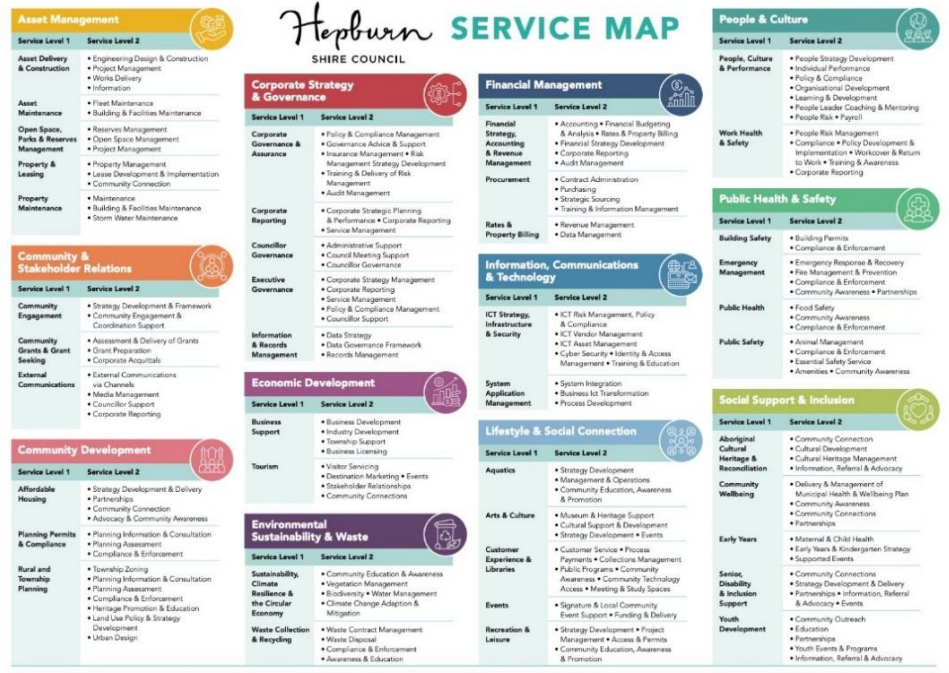 Hepburn
SHIRE COUNCIL
SERVICE MAP
Asset Management
Service Level 1 Service Level 2
Asset Delivery & Construction
• Engineering Design & Construction
• Project Management
• Works Delivery
• Information
Asset Maintenance
• Fleet Maintenance
• Building & Facilities Maintenance
Open Space, Parks & Reserves Management
• Reserves Management
• Open Space Management
• Project Management
Property & Leasing
• Property Management
• Lease Development & Implementation
• Community Connection
Property Maintenance
• Maintenance
• Building & Facilities Maintenance
• Storm Water Maintenance
Community & Stakeholder Relations
Service Level 1 Service Level 2
Community Engagement
• Strategy Development & Framework
• Community Engagement &
Coordination Support
Community Grants & Grant Seeking
• Assessment & Delivery of Grants
• Grant Preparation
• Corporate Acquittals
External Communications
• External Communications
via Channels
• Media Management
• Councillor Support
• Corporate Reporting
Community Development
Service Level 1 Service Level 2
Affordable Housing
• Strategy Development & Delivery
• Partnerships
• Community Connection
• Advocacy & Community Awareness
Planning Permits & Compliance
• Planning Information & Consultation
• Planning Assessment
• Compliance & Enforcement
Rural and Township Planning
• Township Zoning
• Planning Information & Consultation
• Planning Assessment
• Compliance & Enforcement
• Heritage Promotion & Education
• Land Use Policy & Strategy
Development
• Urban Design
Corporate Strategy & Governance
Service Level 1 Service Level 2
Corporate Governance & Assurance
• Policy & Compliance Management
• Governance Advice & Support
• Insurance Management • Risk
Management Strategy Development
• Training & Delivery of Risk
Management
• Audit Management
Corporate Reporting
• Corporate Strategic Planning
& Performance • Corporate Reporting
• Service Management
Councillor Governance
• Administrative Support
• Council Meeting Support
• Councillor Governance
Executive Governance
• Corporate Strategy Management
• Corporate Reporting
• Service Management
• Policy & Compliance Management
• Councillor Support
Information & Records Management
• Data Strategy
• Data Governance Framework
• Records Management
Economic Development
Service Level 1 Service Level 2
Business Support
• Business Development
• Industry Development
• Township Support
• Business Licensing
Tourism
• Visitor Servicing
• Destination Marketing • Events
• Stakeholder Relationships
• Community Connections
Environmental Sustainability & Waste
Service Level 1 Service Level 2
Sustainability, Climate Resilience & the Circular Economy
• Community Education & Awareness
• Vegetation Management
• Biodiversity • Water Management
• Climate Change Adaption &
Mitigation
Waste Collection & Recycling
• Waste Contract Management
• Waste Disposal
• Compliance & Enforcement
• Awareness & Education
Financial Management
Service Level 1 Service Level 2
Financial Strategy, Accounting & Revenue Management
• Accounting • Financial Budgeting
& Analysis • Rates & Property Billing
• Financial Strategy Development
• Corporate Reporting
• Audit Management
Procurement
• Contract Administration
• Purchasing
• Strategic Sourcing
• Training & Information Management
Rates & Property Billing
• Revenue Management
• Data Management
Information, Communications & Technology
Service Level 1 Service Level 2
ICT Strategy, Infrastructure & Security
• ICT Risk Management, Policy
& Compliance
• ICT Vendor Management
• ICT Asset Management
• Cyber Security • Identity & Access
Management • Training & Education
System Application Management
• System Integration
• Business Ict Transformation
• Process Development
Lifestyle & Social Connection
Service Level 1 Service Level 2
Aquatics
• Strategy Development
• Management & Operations
• Community Education, Awareness
& Promotion
Arts & Culture
• Museum & Heritage Support
• Cultural Support & Development
• Strategy Development • Events
Customer Experience & Libraries
• Customer Service • Process
Payments • Collections Management
• Public Programs • Community
Awareness • Community Technology
Access • Meeting & Study Spaces
Events
• Signature & Local Community
Event Support • Funding & Delivery
Recreation & Leisure
• Strategy Development • Project
Management • Access & Permits
• Community Education, Awareness
& Promotion
People & Culture
Service Level 1 Service Level 2
People, Culture & Performance
• People Strategy Development
• Individual Performance
• Policy & Compliance
• Organisational Development
• Learning & Development
• People Leader Coaching & Mentoring
• People Risk • Payroll
Work Health & Safety
• People Risk Management
• Compliance • Policy Development &
Implementation • Workcover & Return
to Work • Training & Awareness
• Corporate Reporting
Public Health & Safety
Service Level 1 Service Level 2
Building Safety
• Building Permits
• Compliance & Enforcement
Emergency Management
• Emergency Response & Recovery
• Fire Management & Prevention
• Compliance & Enforcement
• Community Awareness • Partnerships
Public Health
• Food Safety
• Community Awareness
• Compliance & Enforcement
Public Safety
• Animal Management
• Compliance & Enforcement
• Essential Safety Service
• Amenities • Community Awareness
Social Support & Inclusion
Service Level 1 Service Level 2
Aboriginal Cultural Heritage & Reconciliation
• Community Connection
• Cultural Development
• Cultural Heritage Management
• Information, Referral & Advocacy
Community Wellbeing
• Delivery & Management of
Municipal Health & Wellbeing Plan
• Community Awareness
• Community Connections
• Partnerships
Early Years
• Maternal & Child Health
• Early Years & Kindergarten Strategy
• Supported Events
Senior, Disability & Inclusion Support
• Community Connections
• Strategy Development & Delivery
• Partnerships • Information, Referral
& Advocacy • Events
Youth Development
• Community Outreach
• Education
• Partnerships
• Youth Events & Programs
• Information, Referral & Advocacy